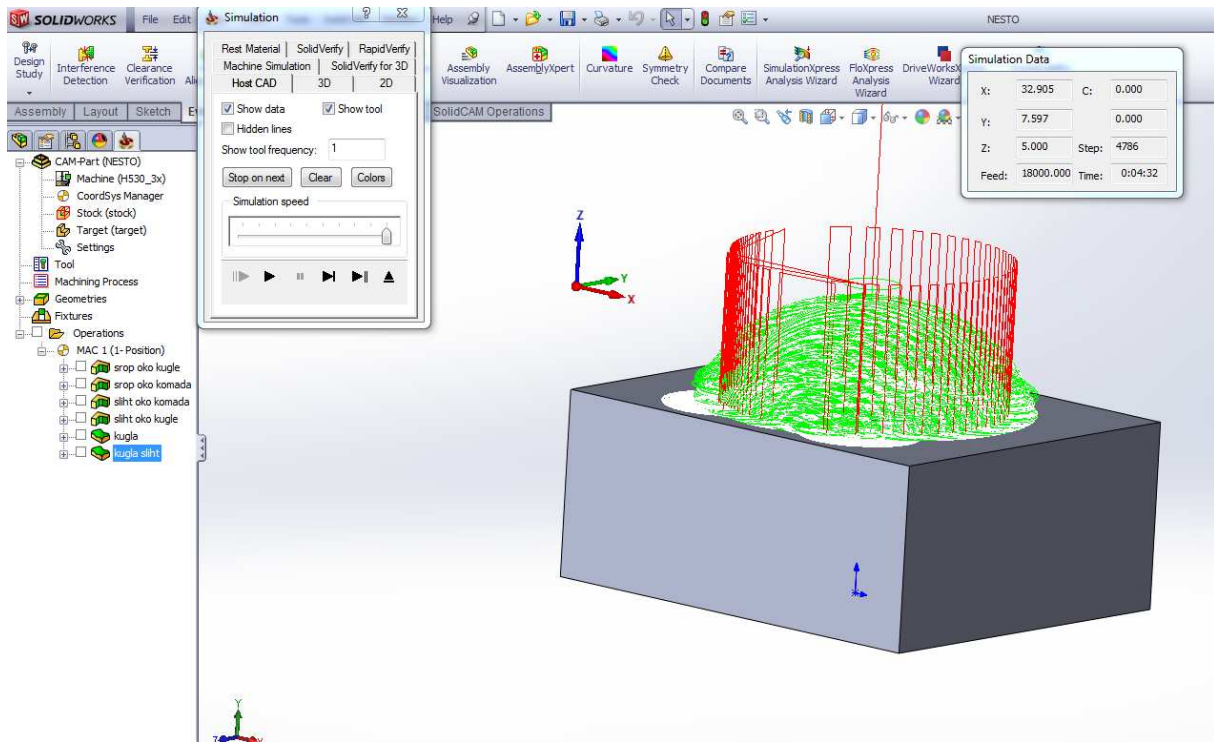 SOLIDWORKS File Edit
Simulation
Help
NESTO
Design Study
Interference Detection
Clearance Verification
Assembly Visualization
AssemblyXpert
Curvature
Symmetry Check
Compare Documents
SimulationXpress Analysis Wizard
FloXpress Analysis Wizard
DriveWorksX Wizard
Assembly Layout Sketch
SolidCAM Operations
Rest Material SolidVerify RapidVerify
Machine Simulation SolidVerify for 3D
Host CAD 3D 2D
Show data Show tool
Hidden lines
Show tool frequency: 1
Stop on next Clear Colors
Simulation speed
Simulation Data
X: 32.905 C: 0.000
Y: 7.597 0.000
Z: 5.000 Step: 4786
Feed: 18000.000 Time: 0:04:32
CAM-Part (NESTO)
Machine (H530_3x)
CoordSys Manager
Stock (stock)
Target (target)
Settings
Tool
Machining Process
Geometries
Fixtures
Operations
MAC 1 (1- Position)
srop oko kugle
srop oko komada
sliht oko komada
sliht oko kugle
kugla
kugla sliht
Z
Y
X
Y
Z X